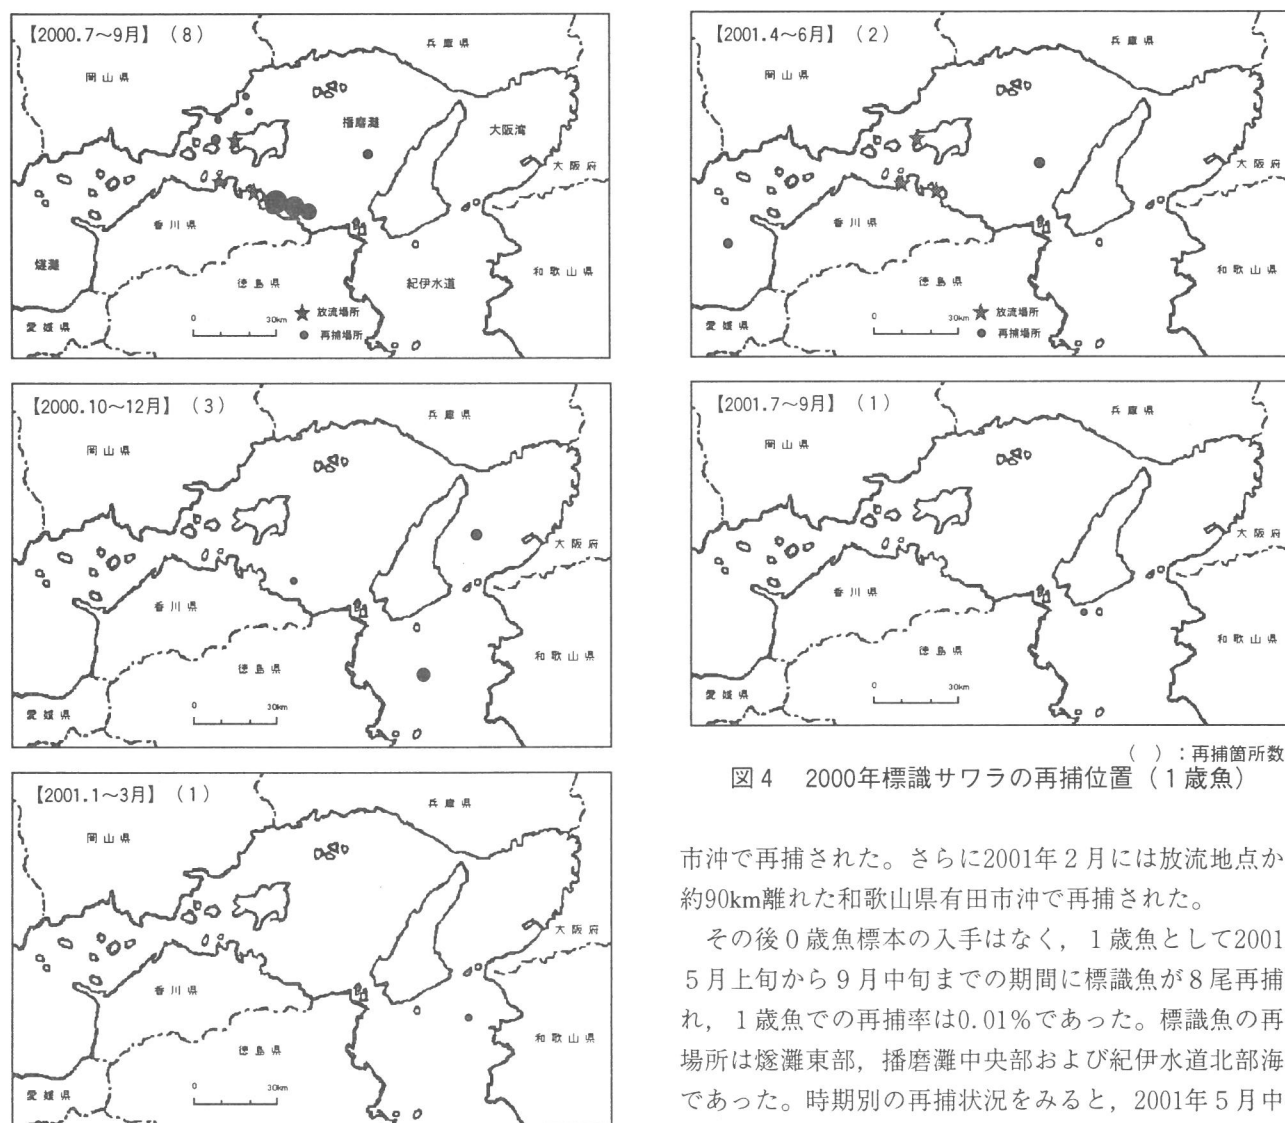 【2000.7～9月】（8）
兵庫県
岡山県
播磨灘
大阪湾
大阪府
香川県
燧灘
徳島県
紀伊水道
和歌山県
愛媛県
0 30km
★ 放流場所
● 再捕場所
【2000.10～12月】（3）
兵庫県
岡山県
大阪府
香川県
和歌山県
徳島県
愛媛県
0 30km
【2001.1～3月】（1）
兵庫県
岡山県
大阪府
香川県
和歌山県
徳島県
愛媛県
0 30km
【2001.4～6月】（2）
兵庫県
岡山県
大阪府
香川県
和歌山県
徳島県
愛媛県
0 30km
★ 放流場所
● 再捕場所
【2001.7～9月】（1）
兵庫県
岡山県
大阪府
香川県
和歌山県
徳島県
愛媛県
0 30km
（ ）：再捕箇所数
図4 2000年標識サワラの再捕位置（1歳魚）
市沖で再捕された。さらに2001年2月には放流地点か
約90km離れた和歌山県有田市沖で再捕された。
その後0歳魚標本の入手はなく，1歳魚として2001
5月上旬から9月中旬までの期間に標識魚が8尾再捕
れ，1歳魚での再捕率は0.01%であった。標識魚の再
場所は燧灘東部，播磨灘中央部および紀伊水道北部海
であった。時期別の再捕状況をみると，2001年5月中